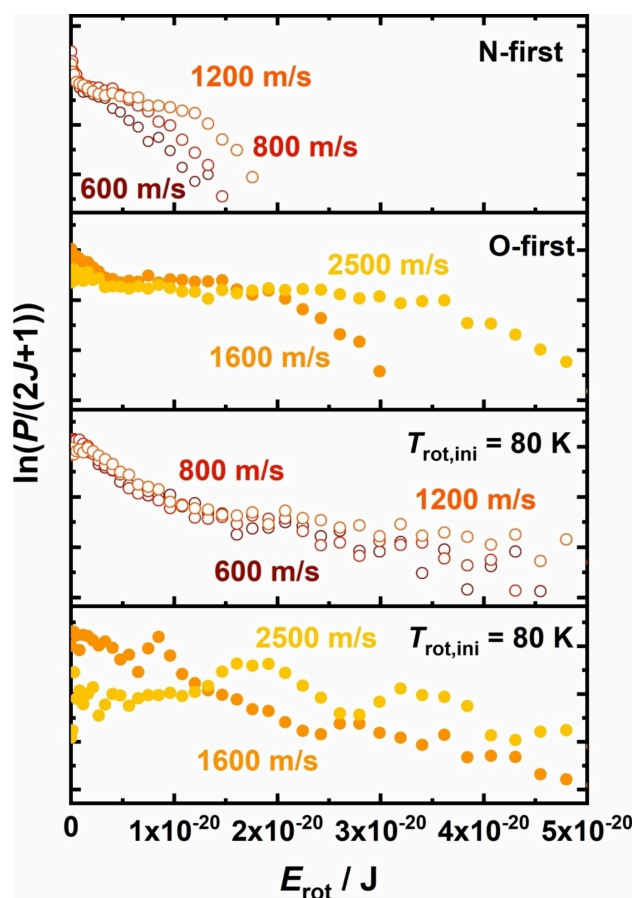 N-first
1200 m/s
800 m/s
600 m/s
O-first
2500 m/s
1600 m/s
T_rot,ini = 80 K
800 m/s
1200 m/s
600 m/s
2500 m/s
T_rot,ini = 80 K
1600 m/s
ln(P/(2J+1))
0 1x10^-20 2x10^-20 3x10^-20 4x10^-20 5x10^-20
E_rot / J